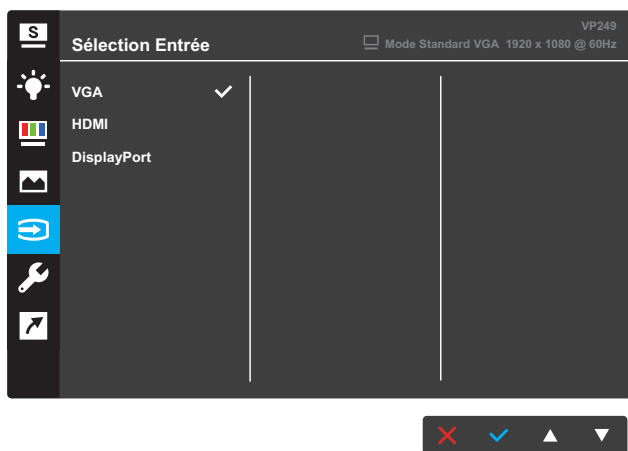 S
VP249
Sélection Entrée
Mode Standard VGA 1920 x 1080 @ 60Hz
VGA
HDMI
DisplayPort